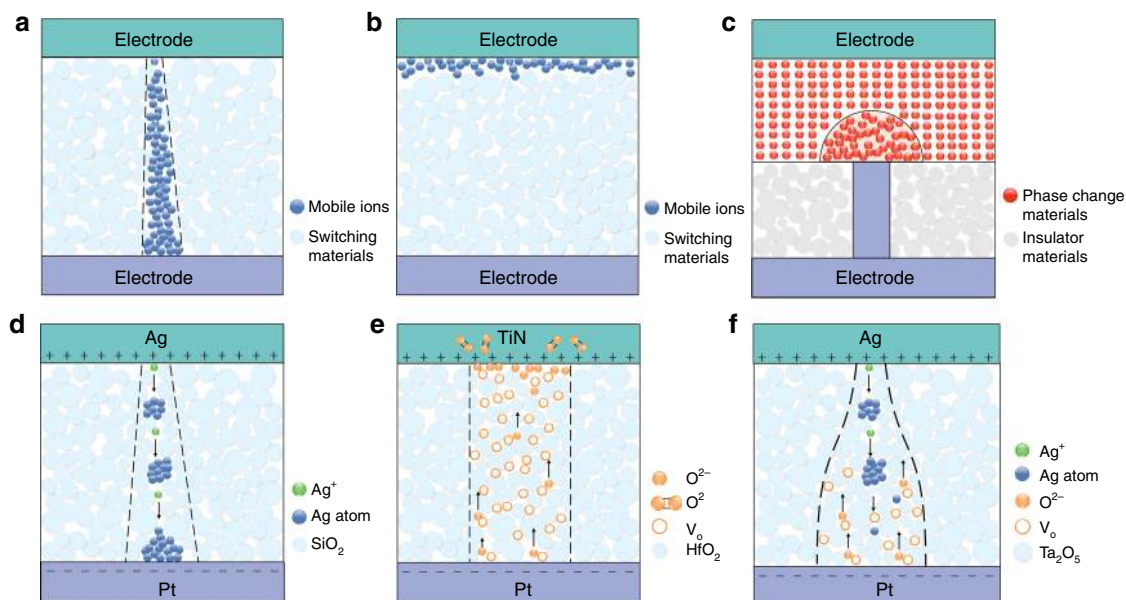 a
Electrode
Mobile ions
Switching
materials
Electrode
b
Electrode
Mobile ions
Switching
materials
Electrode
c
Electrode
Phase change
materials
Insulator
materials
Electrode
d
Ag
+ + + + + + + + + + + + + + +
Ag⁺
Ag atom
SiO₂
Pt
e
TiN
+ + + + + + + + + + + + + + +
O²⁻
O²
Vₒ
HfO₂
Pt
f
Ag
+ + + + + + + + + + + + + + +
Ag⁺
Ag atom
O²⁻
Vₒ
Ta₂O₅
Pt